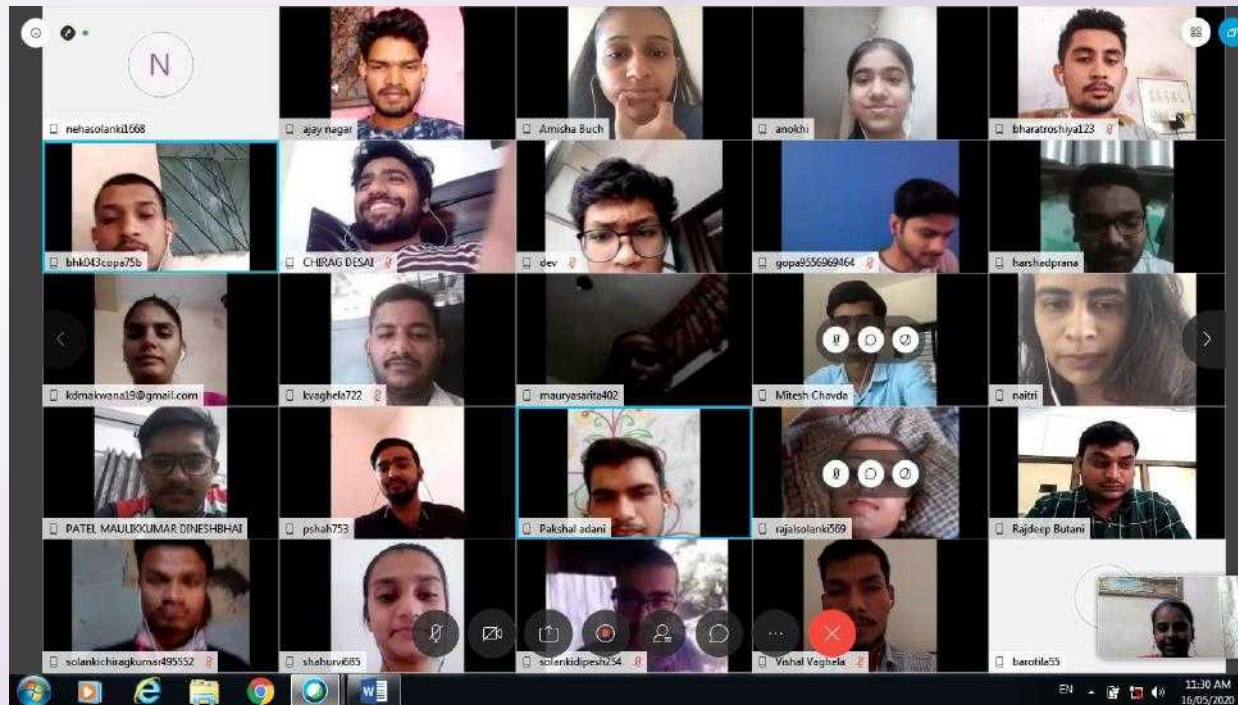 N
nehasolanki1668
ajay nagar
Amisha Buch
anokhi
bharatroshiya123
bhk043copa75b
CHIRAG DESAI
dev
gopa9556969464
harshadprana
kdmakwana19@gmail.com
kvaghela722
mauryasarita402
Mitesh Chavda
naitri
PATEL MAULIKKUMAR DINESHBHAI
pshah753
Pakshal adani
rajalsolanki569
Rajdeep Butani
solankichiragkumar495552
shahurvi685
solankidipesh254
Vishal Vaghela
barotila55
EN
11:30 AM
16/05/2020